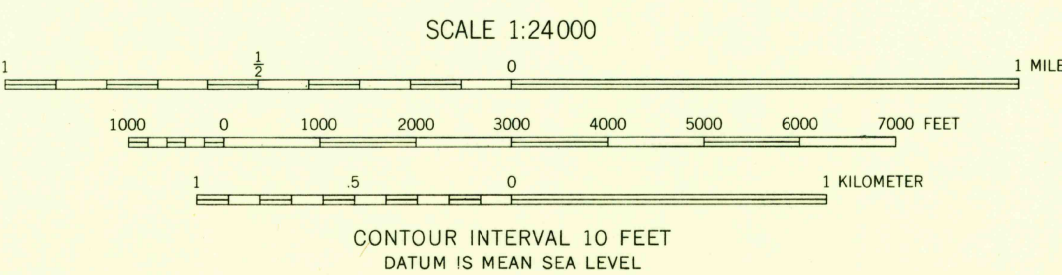 SCALE 1:24000
1 ½ 0 1 MILE
1000 0 1000 2000 3000 4000 5000 6000 7000 FEET
1 .5 0 1 KILOMETER
CONTOUR INTERVAL 10 FEET
DATUM IS MEAN SEA LEVEL